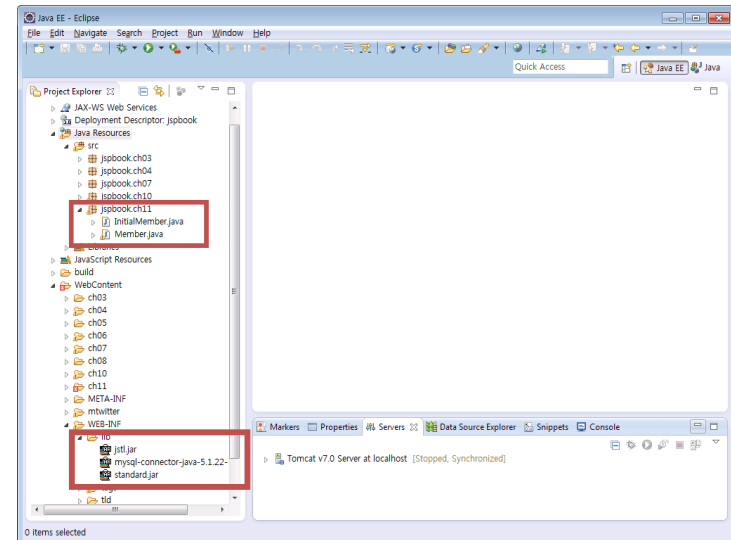 Java EE - Eclipse
File Edit Navigate Search Project Run Window Help
Quick Access
Java EE
Java
Project Explorer
JAX-WS Web Services
Deployment Descriptor: jspbook
Java Resources
src
jspbook.ch03
jspbook.ch04
jspbook.ch07
jspbook.ch10
jspbook.ch11
InitialMember.java
Member.java
Libraries
JavaScript Resources
build
WebContent
ch03
ch04
ch05
ch06
ch07
ch08
ch10
ch11
META-INF
mtwitter
WEB-INF
lib
jstl.jar
mysql-connector-java-5.1.22-
standard.jar
tld
Markers Properties Servers Data Source Explorer Snippets Console
Tomcat v7.0 Server at localhost [Stopped, Synchronized]
0 items selected